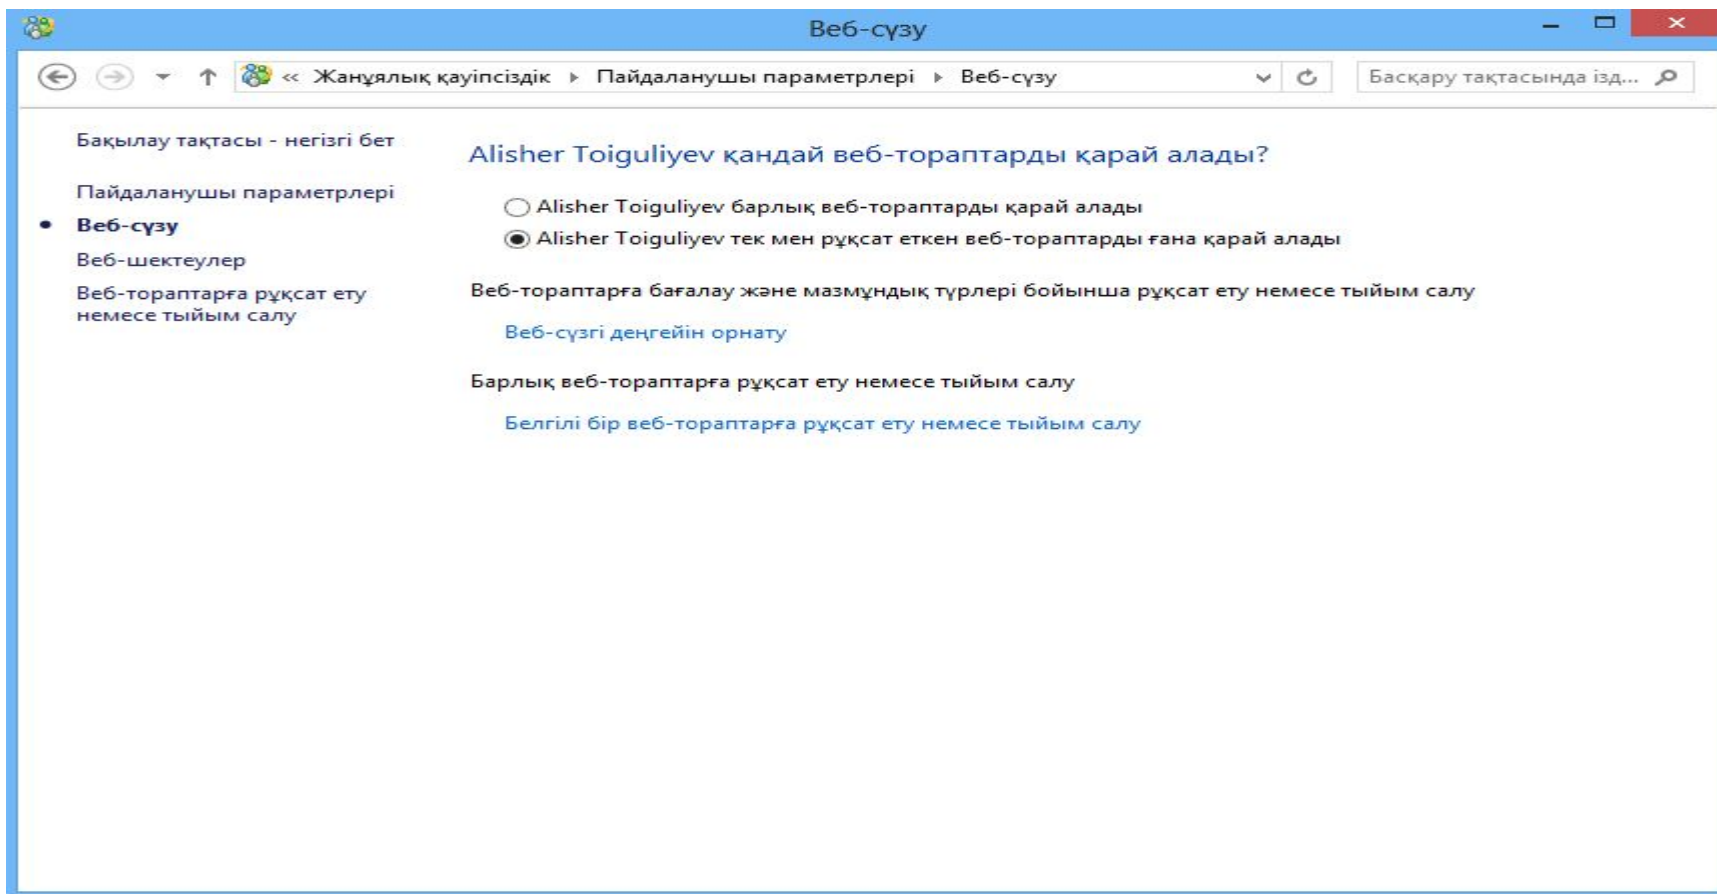 Веб-сүзу
« Жанұялық қауіпсіздік ▸ Пайдаланушы параметрлері ▸ Веб-сүзу
Басқару тақтасында ізд...
Бақылау тақтасы - негізгі бет
Пайдаланушы параметрлері
Веб-сүзу
Веб-шектеулер
Веб-тораптарға рұқсат ету
немесе тыйым салу
Alisher Toiguliyev қандай веб-тораптарды қарай алады?
Alisher Toiguliyev барлық веб-тораптарды қарай алады
Alisher Toiguliyev тек мен рұқсат еткен веб-тораптарды ғана қарай алады
Веб-тораптарға бағалау және мазмұндық түрлері бойынша рұқсат ету немесе тыйым салу
Веб-сүзгі деңгейін орнату
Барлық веб-тораптарға рұқсат ету немесе тыйым салу
Белгілі бір веб-тораптарға рұқсат ету немесе тыйым салу